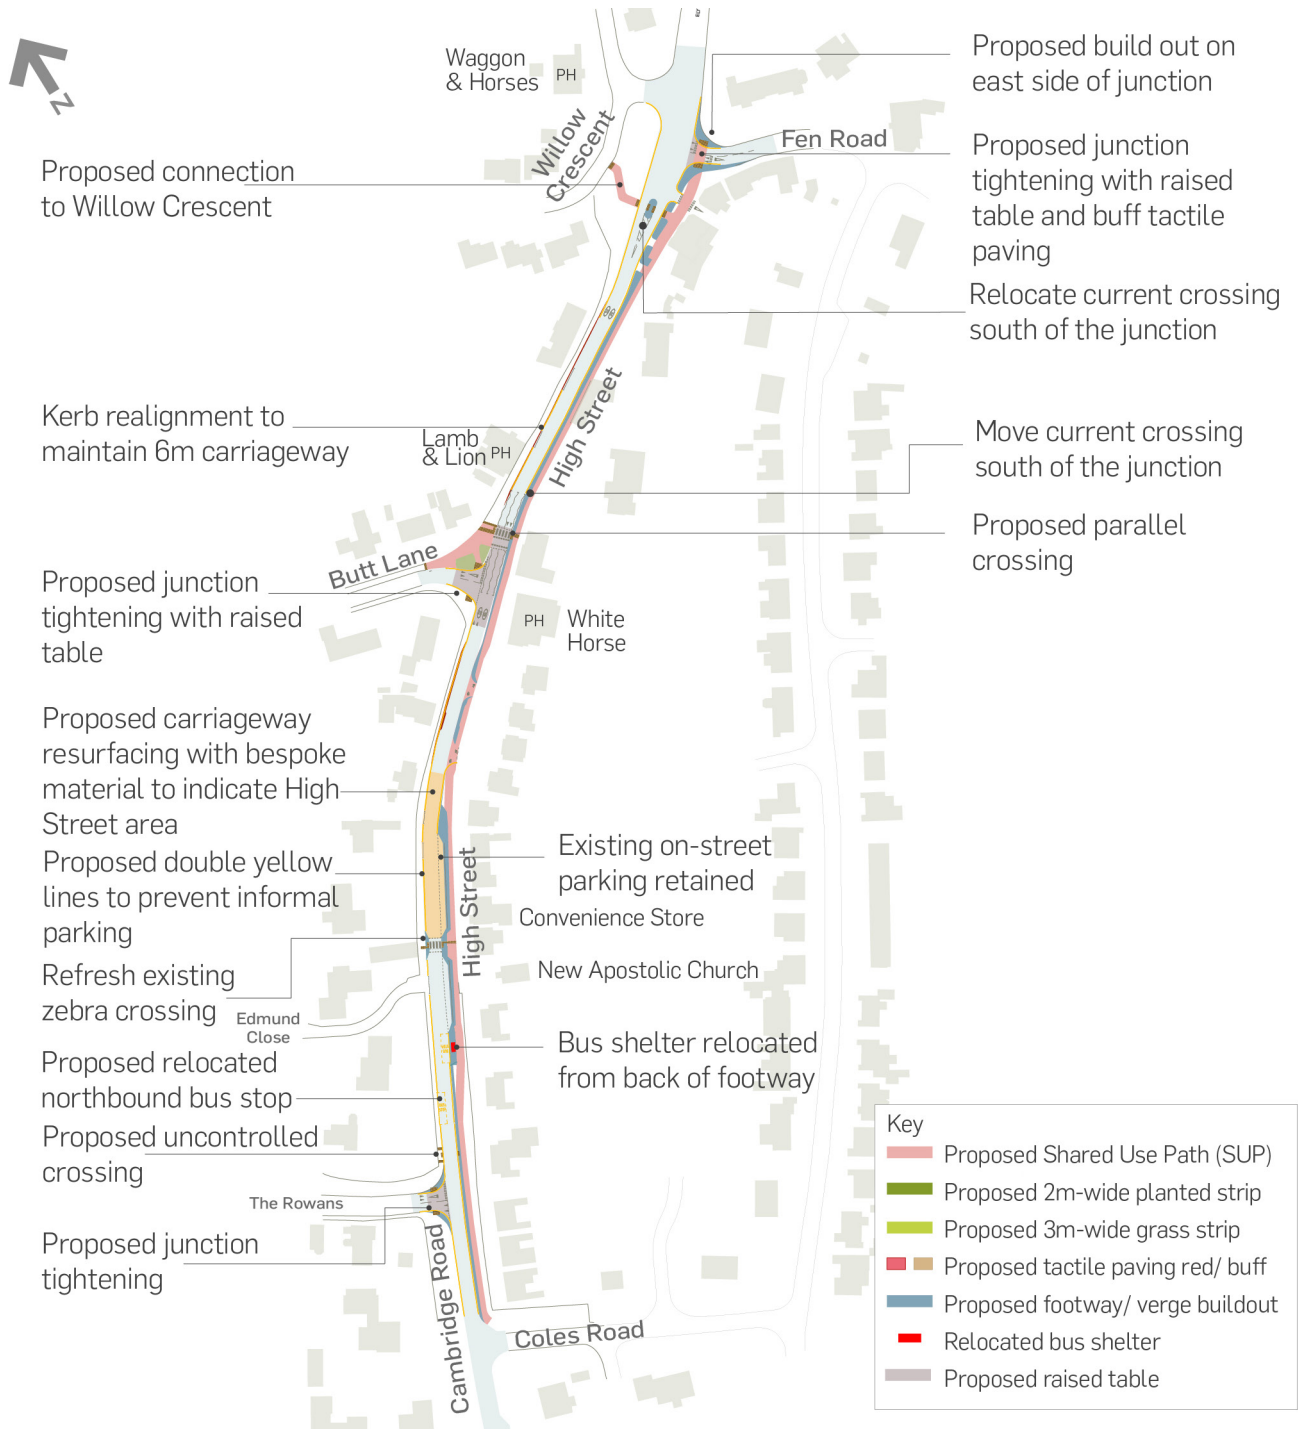 N
Waggon
& Horses
PH
Willow
Crescent
Fen Road
Proposed build out on
east side of junction
Proposed junction
tightening with raised
table and buff tactile
paving
Proposed connection
to Willow Crescent
Relocate current crossing
south of the junction
Kerb realignment to
maintain 6m carriageway
Lamb
& Lion
PH
High Street
Move current crossing
south of the junction
Proposed parallel
crossing
Butt Lane
Proposed junction
tightening with raised
table
PH
White
Horse
Proposed carriageway
resurfacing with bespoke
material to indicate High
Street area
Proposed double yellow
lines to prevent informal
parking
Existing on-street
parking retained
High Street
Convenience Store
New Apostolic Church
Refresh existing
zebra crossing
Edmund
Close
Bus shelter relocated
from back of footway
Proposed relocated
northbound bus stop
Proposed uncontrolled
crossing
The Rowans
Proposed junction
tightening
Cambridge Road
Coles Road
Key
Proposed Shared Use Path (SUP)
Proposed 2m-wide planted strip
Proposed 3m-wide grass strip
Proposed tactile paving red/ buff
Proposed footway/ verge buildout
Relocated bus shelter
Proposed raised table